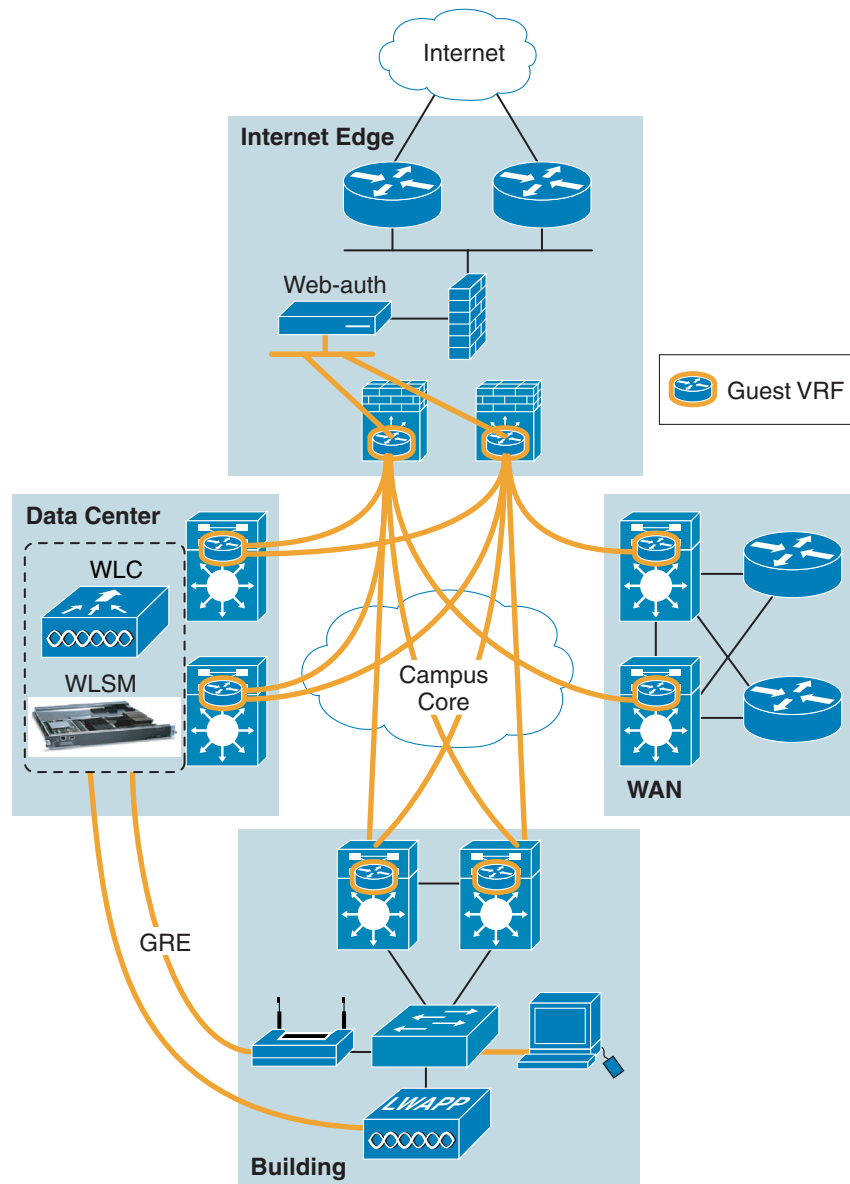 Internet
Internet Edge
Web-auth
Guest VRF
Data Center
WLC
WLSM
Campus
Core
WAN
GRE
LWAPP
Building